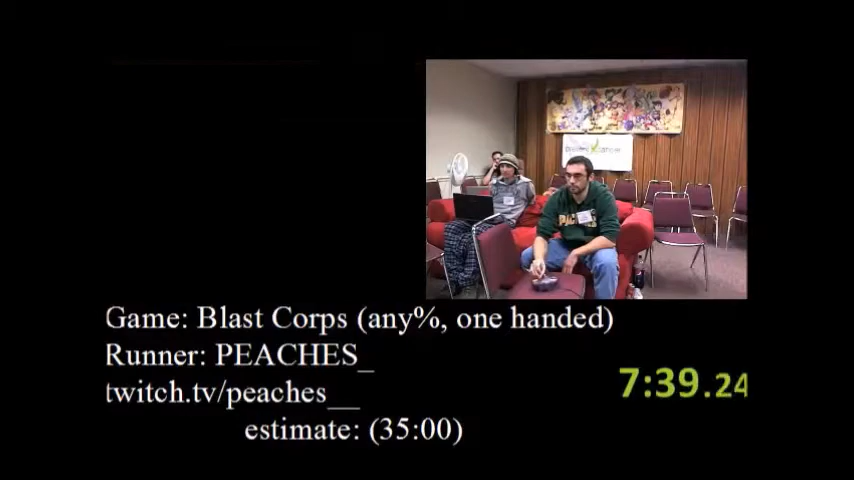 Game: Blast Corps (any%, one handed)
Runner: PEACHES_
twitch.tv/peaches__
estimate: (35:00)
7:39.24